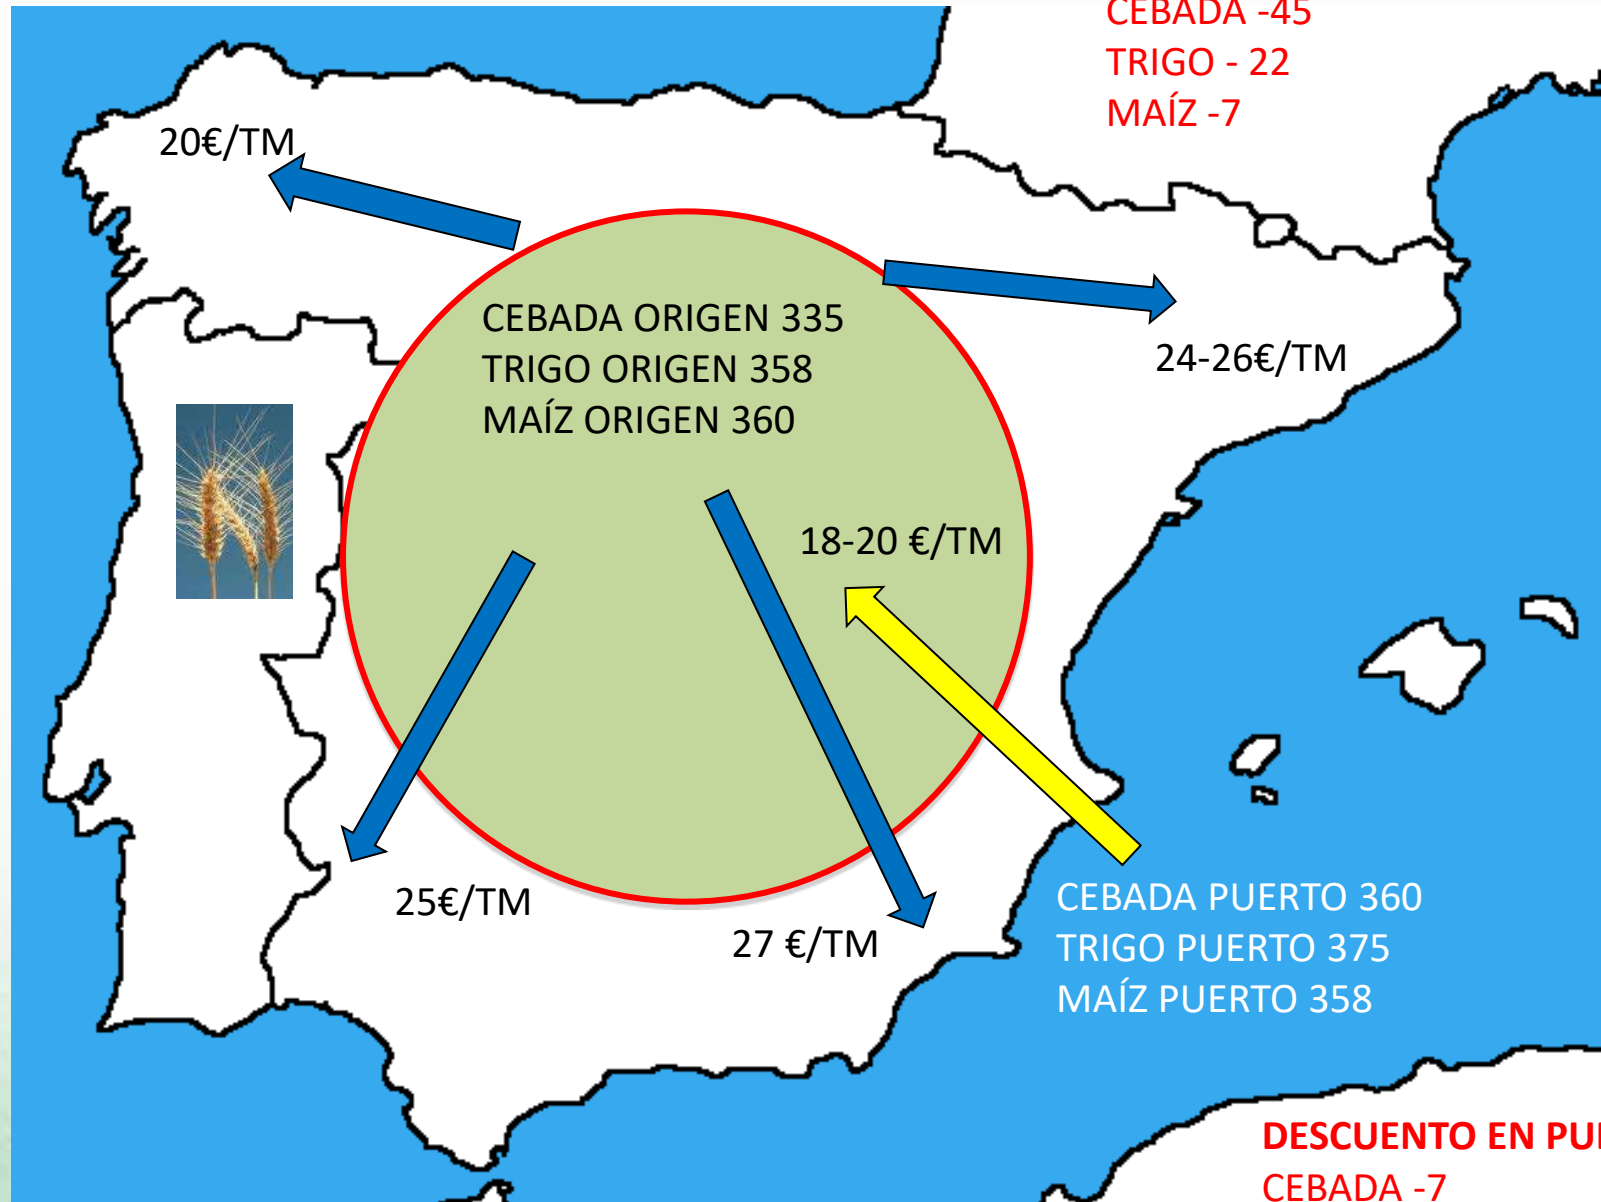 CEBADA -45
TRIGO - 22
MAÍZ -7
20€/TM
CEBADA ORIGEN 335
TRIGO ORIGEN 358
MAÍZ ORIGEN 360
24-26€/TM
18-20 €/TM
25€/TM
27 €/TM
CEBADA PUERTO 360
TRIGO PUERTO 375
MAÍZ PUERTO 358
DESCUENTO EN
CEBADA -7